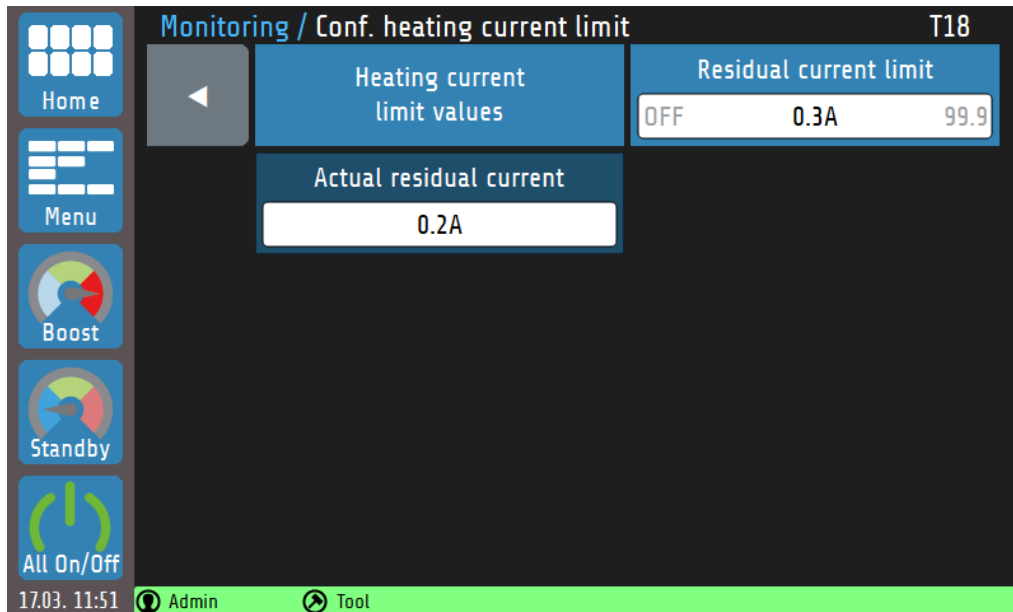 Monitoring / Conf. heating current limit T18
Home
Heating current
limit values
Residual current limit
OFF 0.3A 99.9
Menu
Actual residual current
0.2A
Boost
Standby
All On/Off
17.03. 11:51 Admin Tool